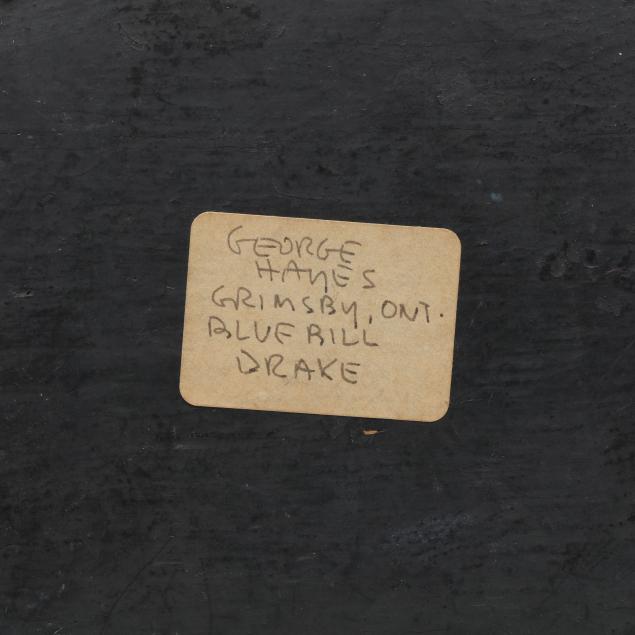 GEORGE
HAYES
GRIMSBY, ONT.
BLUE BILL
DRAKE